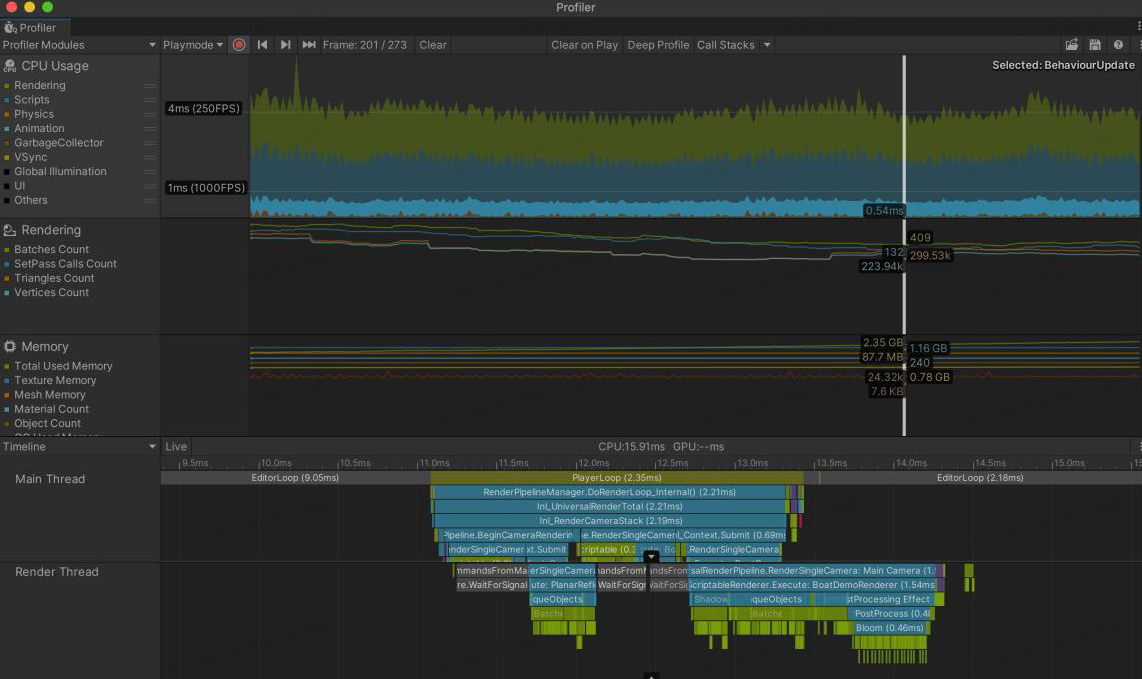 Profiler
Profiler
Profiler Modules Playmode Frame: 201 / 273 Clear Clear on Play Deep Profile Call Stacks
CPU Usage
Selected: BehaviourUpdate
Rendering
Scripts
Physics
Animation
GarbageCollector
VSync
Global Illumination
UI
Others
4ms (250FPS)
1ms (1000FPS)
0.54ms
Rendering
Batches Count
SetPass Calls Count
Triangles Count
Vertices Count
409
132
299.53k
223.94k
Memory
Total Used Memory
Texture Memory
Mesh Memory
Material Count
Object Count
2.35 GB
1.16 GB
87.7 MB
240
24.32k
0.78 GB
7.6 KB
Timeline Live CPU:15.91ms GPU:--ms
9.5ms 10.0ms 10.5ms 11.0ms 11.5ms 12.0ms 12.5ms 13.0ms 13.5ms 14.0ms 14.5ms 15.0ms
Main Thread
EditorLoop (9.05ms) PlayerLoop (2.35ms) EditorLoop (2.18ms)
RenderPipelineManager.DoRenderLoop_Internal() (2.21ms)
Inl_UniversalRenderTotal (2.21ms)
Inl_RenderCameraStack (2.19ms)
Pipeline.BeginCameraRenderin e.RenderSingleCamera _Context.Submit (0.69m
nderSingleCamera xt.Submit criptable (0.3 .RenderSingleCamera
Render Thread
mmandsFromMa erSingleCamera andsFromM andsFrom salRenderPipeline.RenderSingleCamera: Main Camera (1.
re.WaitForSignal ute: PlanarRefl WaitForSignal ScriptableRenderer.Execute: BoatDemoRenderer (1.54ms
queObjects Shadow queObjects stProcessing Effect
Batche Batche PostProcess (0.4
Bloom (0.46ms)